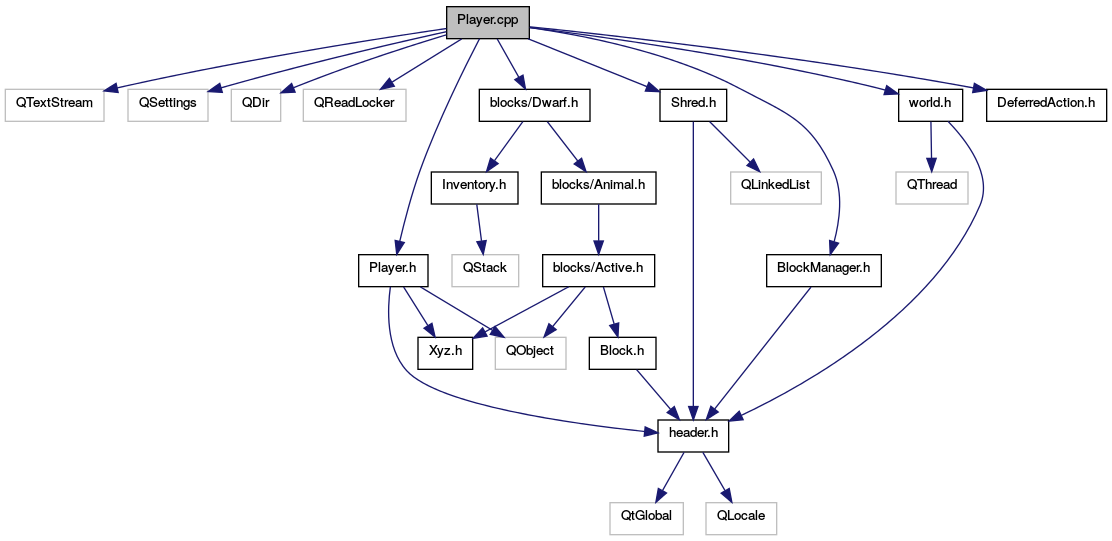 Player.cpp
QTextStream
QSettings
QDir
QReadLocker
blocks/Dwarf.h
Shred.h
world.h
DeferredAction.h
Inventory.h
blocks/Animal.h
QLinkedList
QThread
Player.h
QStack
blocks/Active.h
BlockManager.h
Xyz.h
QObject
Block.h
header.h
QtGlobal
QLocale